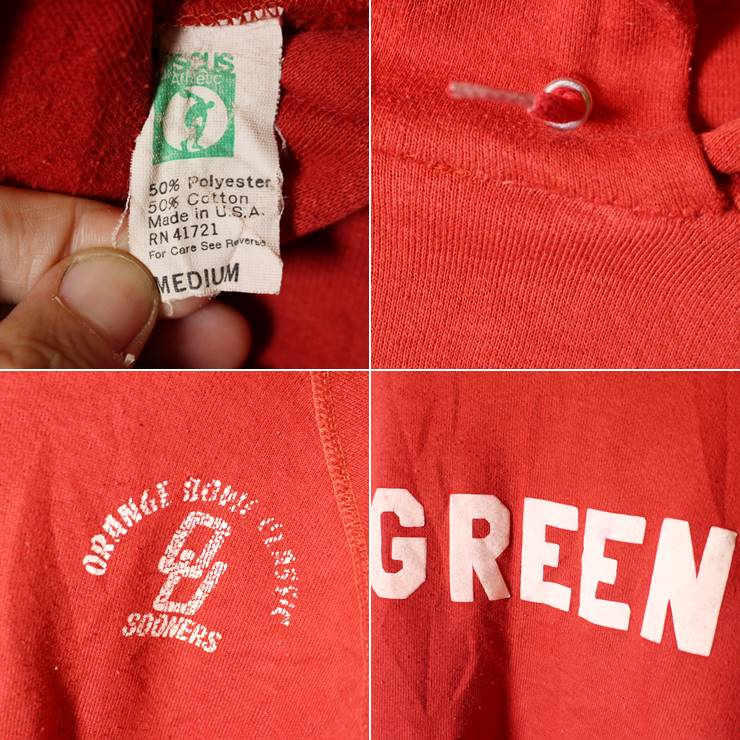 Athletic
50% Polyester
50% Cotton
Made in U.S.A.
RN 41721
For Care See Reverse
MEDIUM
ORANGE BOWL CLASSIC
OU
SOONERS
GREEN